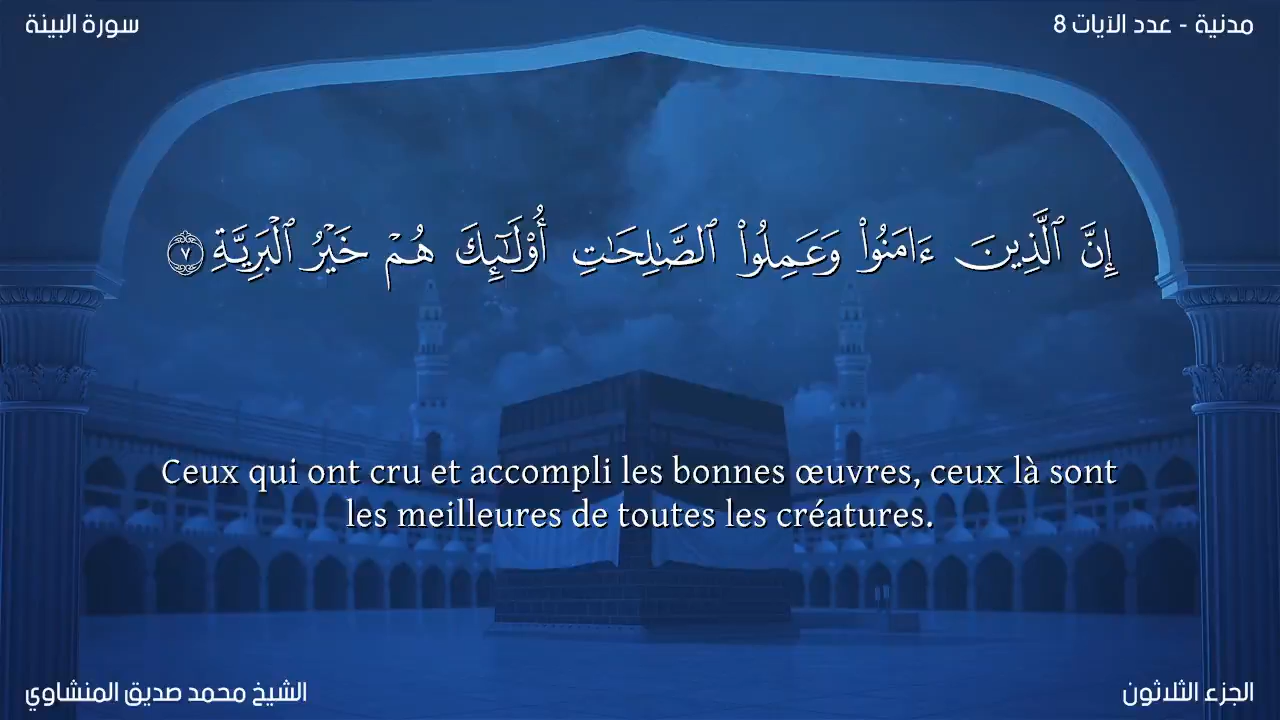 سورة البينة
مدنية - عدد الآيات 8
إِنَّ ٱلَّذِينَ ءَامَنُوا۟ وَعَمِلُوا۟ ٱلصَّـٰلِحَـٰتِ أُو۟لَـٰٓئِكَ هُمْ خَيْرُ ٱلْبَرِيَّةِ ٧
Ceux qui ont cru et accompli les bonnes œuvres, ceux là sont
les meilleures de toutes les créatures.
الشيخ محمد صديق المنشاوي
الجزء الثلاثون